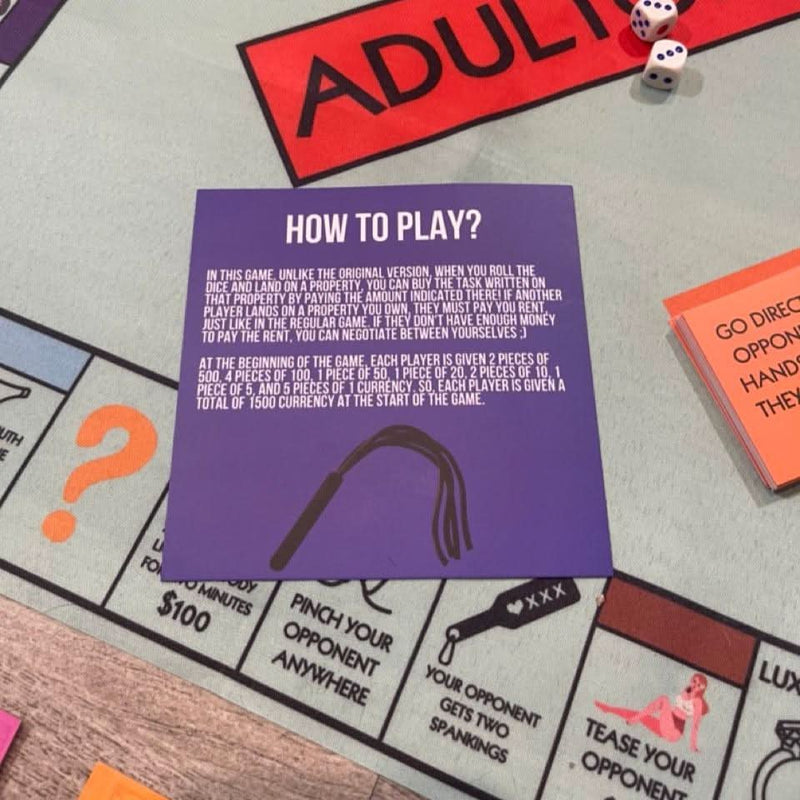 ADULT
HOW TO PLAY?
IN THIS GAME, UNLIKE THE ORIGINAL VERSION, WHEN YOU ROLL THE
DICE AND LAND ON A PROPERTY, YOU CAN BUY THE TASK WRITTEN ON
THAT PROPERTY BY PAYING THE AMOUNT INDICATED THERE! IF ANOTHER
PLAYER LANDS ON A PROPERTY YOU OWN, THEY MUST PAY YOU RENT,
JUST LIKE IN THE REGULAR GAME. IF THEY DON'T HAVE ENOUGH MONEY
TO PAY THE RENT, YOU CAN NEGOTIATE BETWEEN YOURSELVES ;)
AT THE BEGINNING OF THE GAME, EACH PLAYER IS GIVEN 2 PIECES OF
500, 4 PIECES OF 100, 1 PIECE OF 50, 1 PIECE OF 20, 2 PIECES OF 10, 1
PIECE OF 5, AND 5 PIECES OF 1 CURRENCY. SO, EACH PLAYER IS GIVEN A
TOTAL OF 1500 CURRENCY AT THE START OF THE GAME.
GO DIRECT
OPPON
HAND
THEY
UTH
?
ODY
MINUTES
$100
PINCH YOUR
OPPONENT
ANYWHERE
XXX
YOUR OPPONENT
GETS TWO
SPANKINGS
TEASE YOUR
OPPONENT
LUX